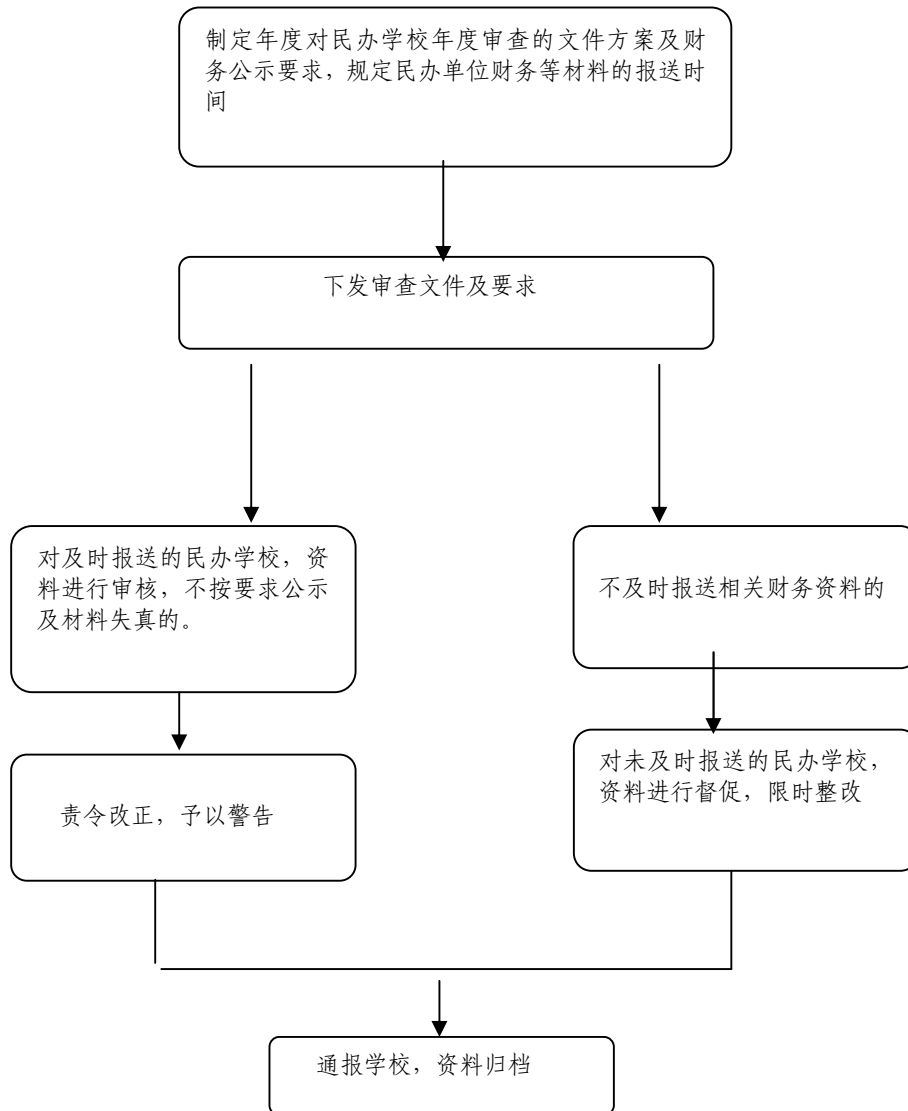 制定年度对民办学校年度审查的文件方案及财
务公示要求，规定民办单位财务等材料的报送时
间
下发审查文件及要求
对及时报送的民办学校，资
料进行审核，不按要求公示
及材料失真的。
不及时报送相关财务资料的
责令改正，予以警告
对未及时报送的民办学校，
资料进行督促，限时整改
通报学校，资料归档